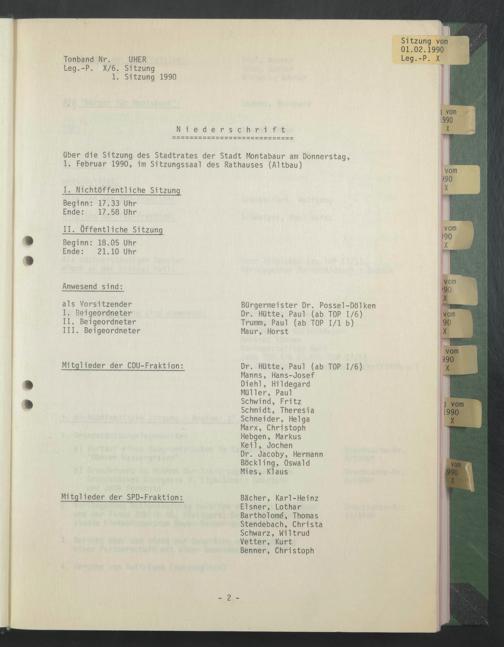 Sitzung vom
01.02.1990
Leg.-P. X
Tonband Nr. UHER
Leg.-P. X/6. Sitzung
1. Sitzung 1990
N i e d e r s c h r i f t
über die Sitzung des Stadtrates der Stadt Montabaur am Donnerstag,
1. Februar 1990, im Sitzungssaal des Rathauses (Altbau)
I. Nichtöffentliche Sitzung
Beginn: 17.33 Uhr
Ende: 17.58 Uhr
II. Öffentliche Sitzung
Beginn: 18.05 Uhr
Ende: 21.10 Uhr
Anwesend sind:
als Vorsitzender Bürgermeister Dr. Possel-Dölken
I. Beigeordneter Dr. Hütte, Paul (ab TOP I/6)
II. Beigeordneter Trumm, Paul (ab TOP I/1 b)
III. Beigeordneter Maur, Horst
Mitglieder der CDU-Fraktion: Dr. Hütte, Paul (ab TOP I/6)
Manns, Hans-Josef
Diehl, Hildegard
Müller, Paul
Schwind, Fritz
Schmidt, Theresia
Schneider, Helga
Marx, Christoph
Hebgen, Markus
Keil, Jochen
Dr. Jacoby, Hermann
Böckling, Oswald
Mies, Klaus
Mitglieder der SPD-Fraktion: Bächer, Karl-Heinz
Elsner, Lothar
Bartholomé, Thomas
Stendebach, Christa
Schwarz, Wiltrud
Vetter, Kurt
Benner, Christoph
- 2 -